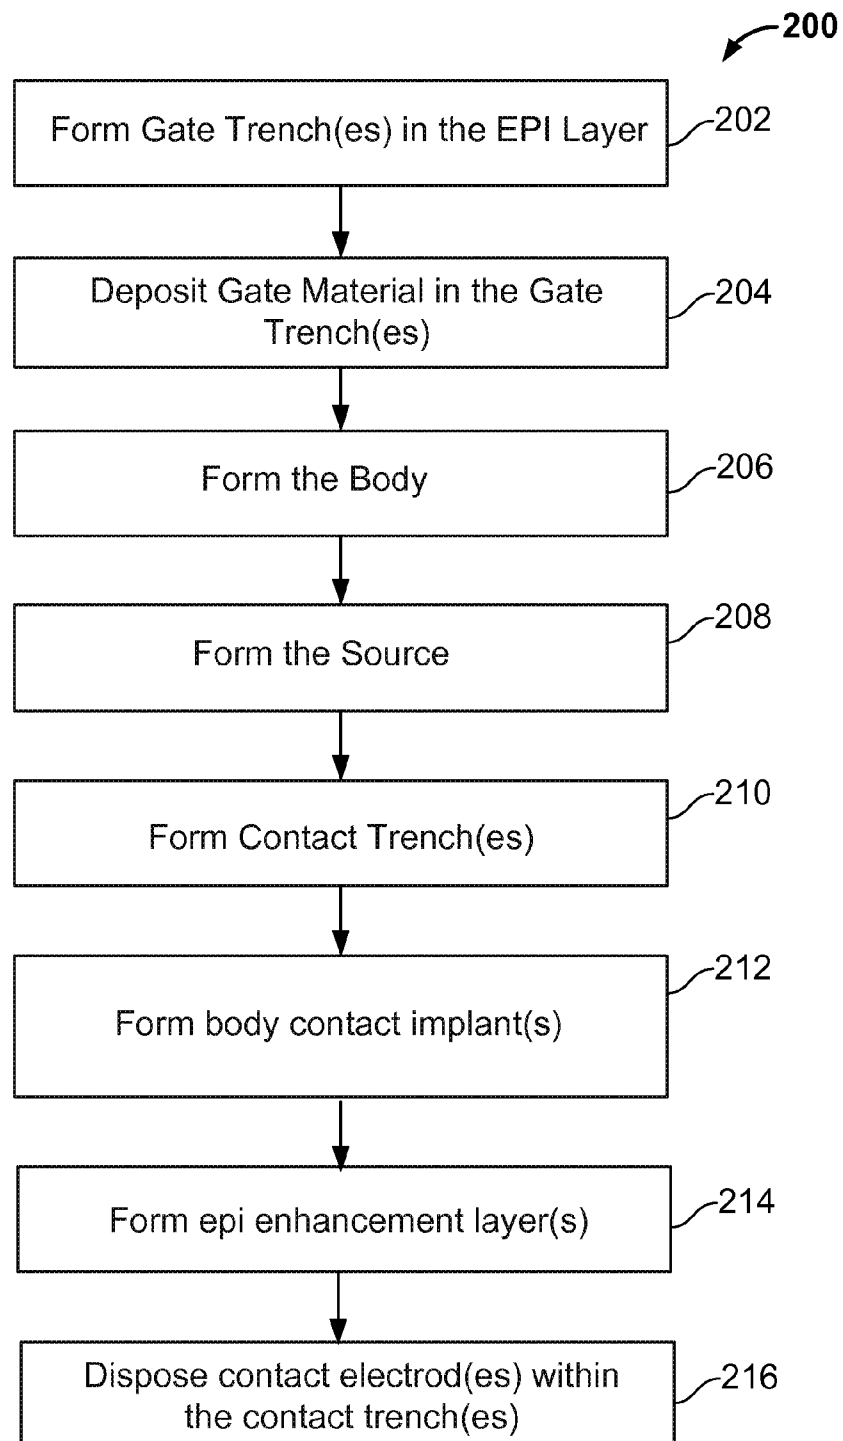 200
Form Gate Trench(es) in the EPI Layer
202
Deposit Gate Material in the Gate
Trench(es)
204
Form the Body
206
Form the Source
208
Form Contact Trench(es)
210
Form body contact implant(s)
212
Form epi enhancement layer(s)
214
Dispose contact electrod(es) within
the contact trench(es)
216